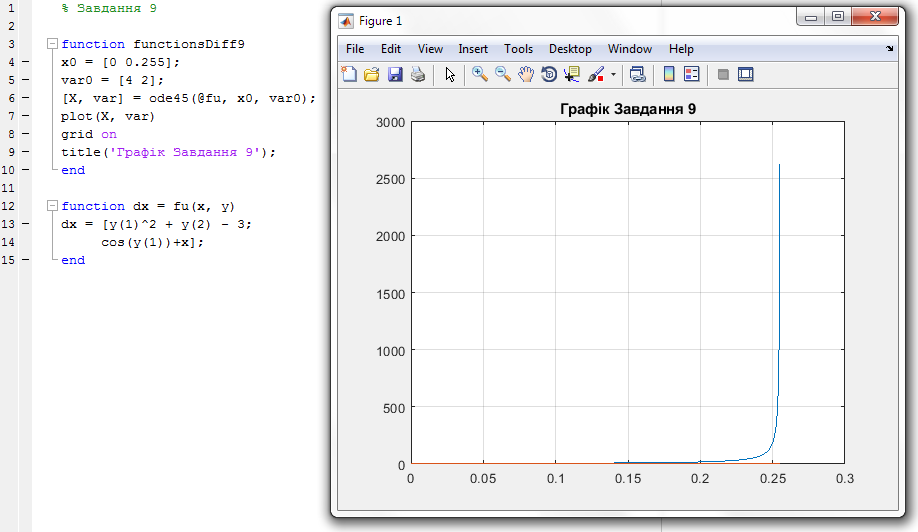 1 % Завдання 9
2
3 function functionsDiff9
4 x0 = [0 0.255];
5 var0 = [4 2];
6 [X, var] = ode45(@fu, x0, var0);
7 plot(X, var)
8 grid on
9 title('Графік Завдання 9');
10 end
11
12 function dx = fu(x, y)
13 dx = [y(1)^2 + y(2) - 3;
14 cos(y(1))+x];
15 end
Figure 1
File Edit View Insert Tools Desktop Window Help
Графік Завдання 9
3000
2500
2000
1500
1000
500
0
0 0.05 0.1 0.15 0.2 0.25 0.3